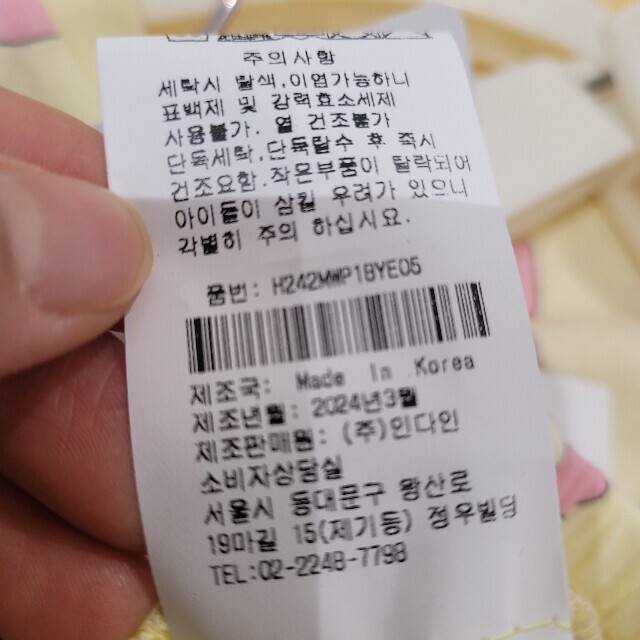 주의사항
세탁시 탈색,이염가능하니
표백제 및 강력효소세제
사용불가. 열 건조불가
단독세탁,단독탈수 후 즉시
건조요함.작은부품이 탈락되어
아이들이 삼킬 우려가 있으니
각별히 주의 하십시요.
품번: H242MWP18YE05
제조국: Made In Korea
제조년월: 2024년3월
제조판매원: (주)인다인
소비자상담실
서울시 동대문구 왕산로
19마길 15(제기동) 정우빌딩
TEL:02-2248-7798